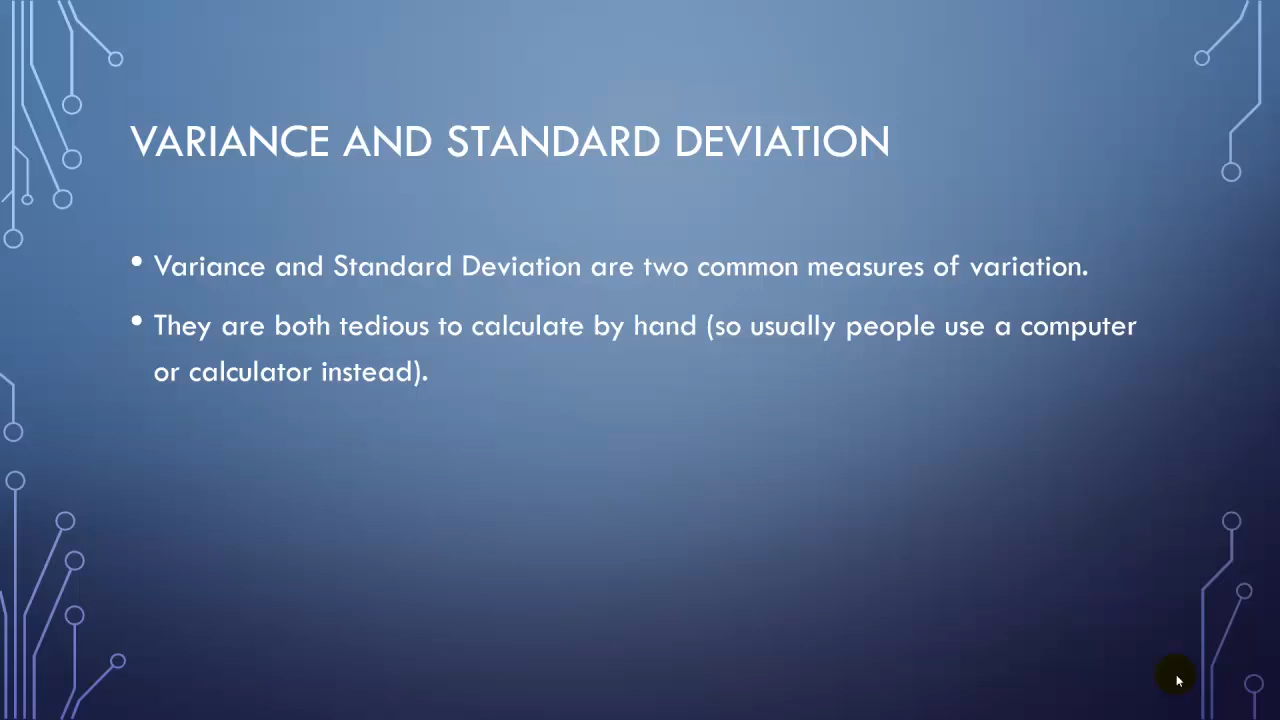 VARIANCE AND STANDARD DEVIATION
• Variance and Standard Deviation are two common measures of variation.
• They are both tedious to calculate by hand (so usually people use a computer
or calculator instead).